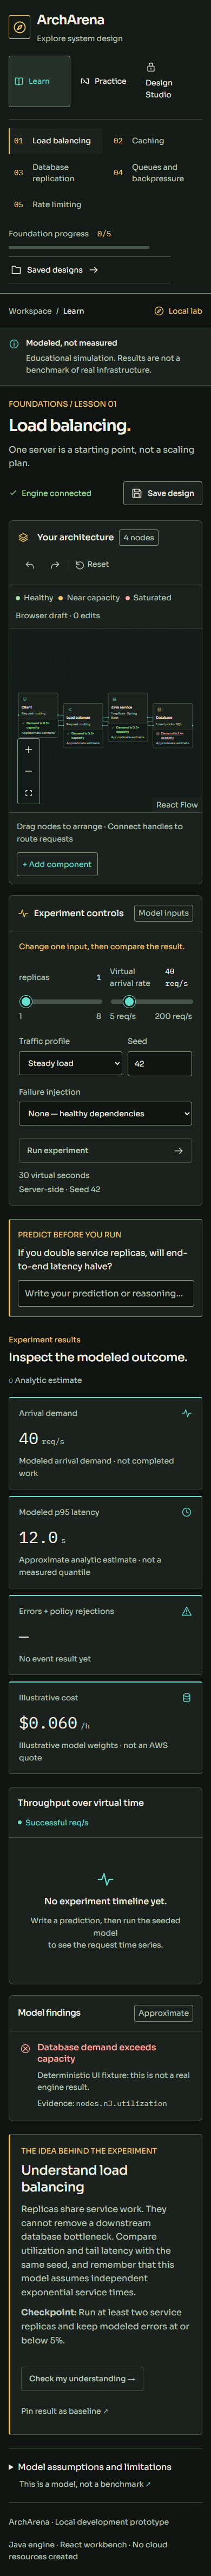 ArchArena
Explore system design
Learn
Practice
Design
Studio
01 Load balancing
02 Caching
03 Database
replication
04 Queues and
backpressure
05 Rate limiting
Foundation progress 0/5
Saved designs →
Workspace / Learn
Local lab
Modeled, not measured
Educational simulation. Results are not a
benchmark of real infrastructure.
FOUNDATIONS / LESSON 01
Load balancing.
One server is a starting point, not a scaling
plan.
Engine connected
Save design
Your architecture
4 nodes
Reset
Healthy
Near capacity
Saturated
Browser draft · 0 edits
Client
Load balancer
Java service
Database
React Flow
Drag nodes to arrange · Connect handles to
route requests
+ Add component
Experiment controls
Model inputs
Change one input, then compare the result.
replicas 1
Virtual
arrival rate
40
req/s
1 8
5 req/s 200 req/s
Traffic profile
Steady load
Seed
42
Failure injection
None — healthy dependencies
Run experiment →
30 virtual seconds
Server-side · Seed 42
PREDICT BEFORE YOU RUN
If you double service replicas, will end-
to-end latency halve?
Write your prediction or reasoning...
Experiment results
Inspect the modeled outcome.
○ Analytic estimate
Arrival demand
40 req/s
Modeled arrival demand · not completed
work
Modeled p95 latency
12.0 s
Approximate analytic estimate · not a
measured quantile
Errors + policy rejections
—
No event result yet
Illustrative cost
$0.060 /h
Illustrative model weights · not an AWS
quote
Throughput over virtual time
Successful req/s
No experiment timeline yet.
Write a prediction, then run the seeded
model
to see the request time series.
Model findings
Approximate
Database demand exceeds
capacity
Deterministic UI fixture: this is not a real
engine result.
Evidence: nodes.n3.utilization
THE IDEA BEHIND THE EXPERIMENT
Understand load
balancing
Replicas share service work. They
cannot remove a downstream
database bottleneck. Compare
utilization and tail latency with the
same seed, and remember that this
model assumes independent
exponential service times.
Checkpoint: Run at least two service
replicas and keep modeled errors at or
below 5%.
Check my understanding →
Pin result as baseline ↗
Model assumptions and limitations
This is a model, not a benchmark ↗
ArchArena · Local development prototype
Java engine · React workbench · No cloud
resources created